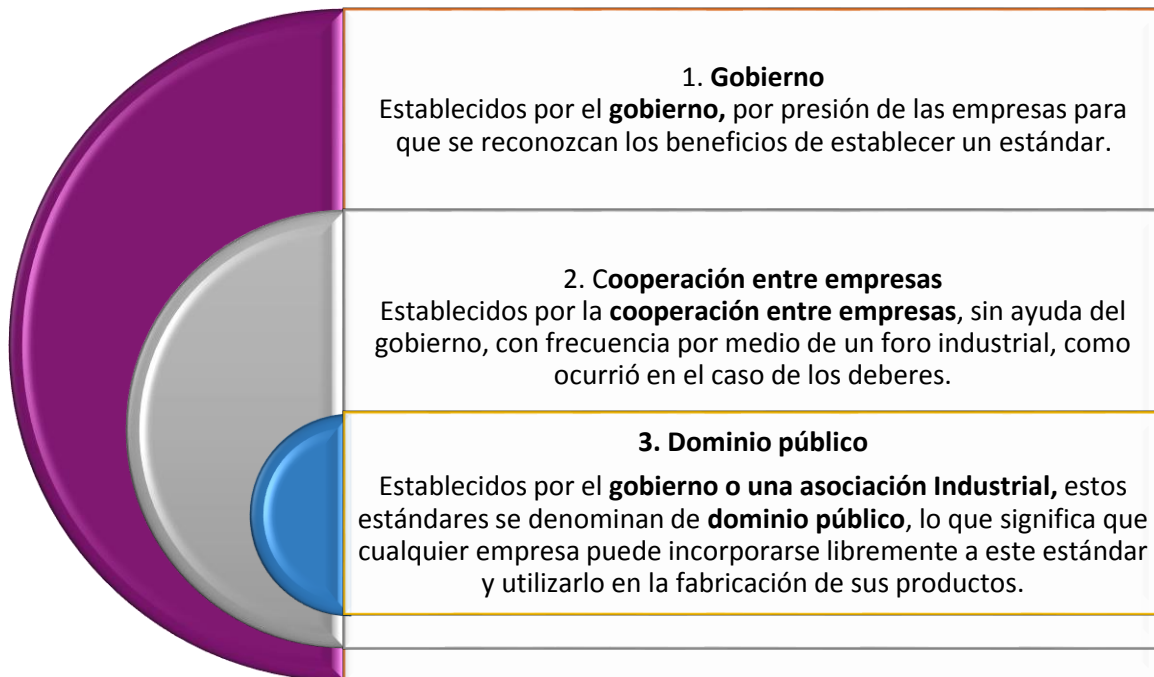 1. Gobierno
Establecidos por el gobierno, por presión de las empresas para
que se reconozcan los beneficios de establecer un estándar.
2. Cooperación entre empresas
Establecidos por la cooperación entre empresas, sin ayuda del
gobierno, con frecuencia por medio de un foro industrial, como
ocurrió en el caso de los deberes.
3. Dominio público
Establecidos por el gobierno o una asociación Industrial, estos
estándares se denominan de dominio público, lo que significa que
cualquier empresa puede incorporarse libremente a este estándar
y utilizarlo en la fabricación de sus productos.